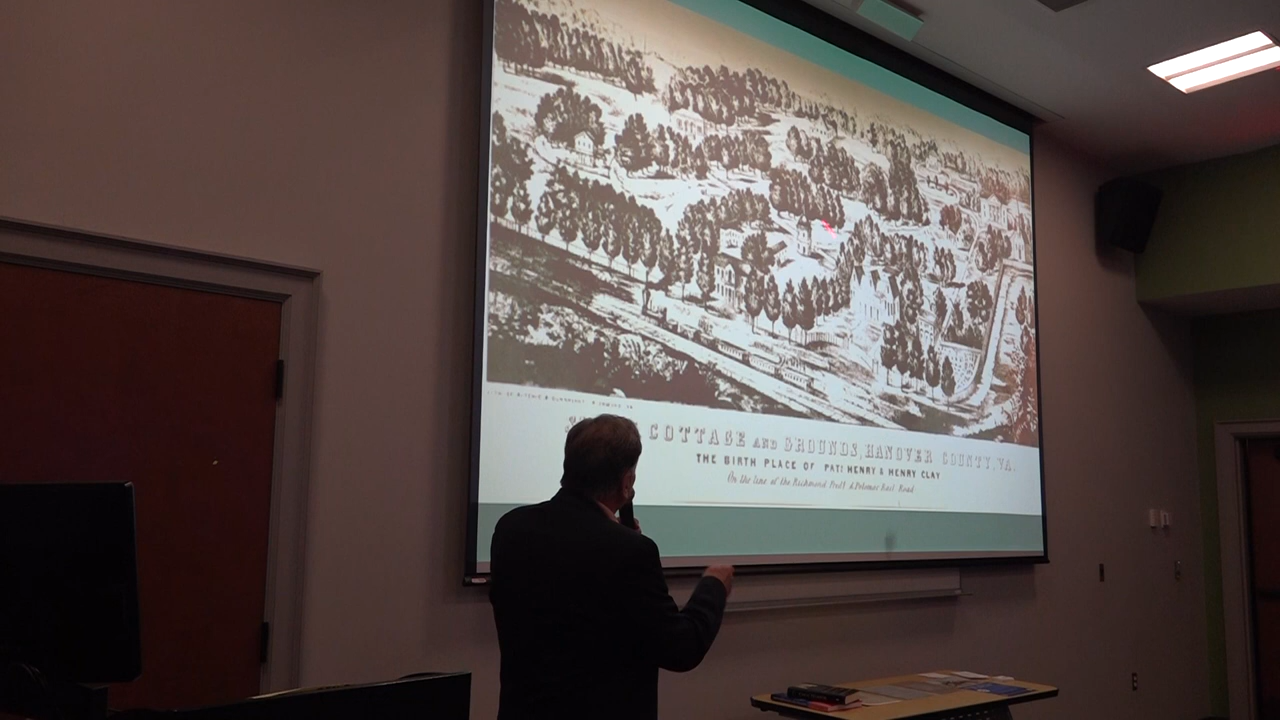 COTTAGE AND GROUNDS, HANOVER COUNTY, VA.
THE BIRTH PLACE OF PAT: HENRY & HENRY CLAY
On the line of the Richmond Fred: & Potomac Rail Road